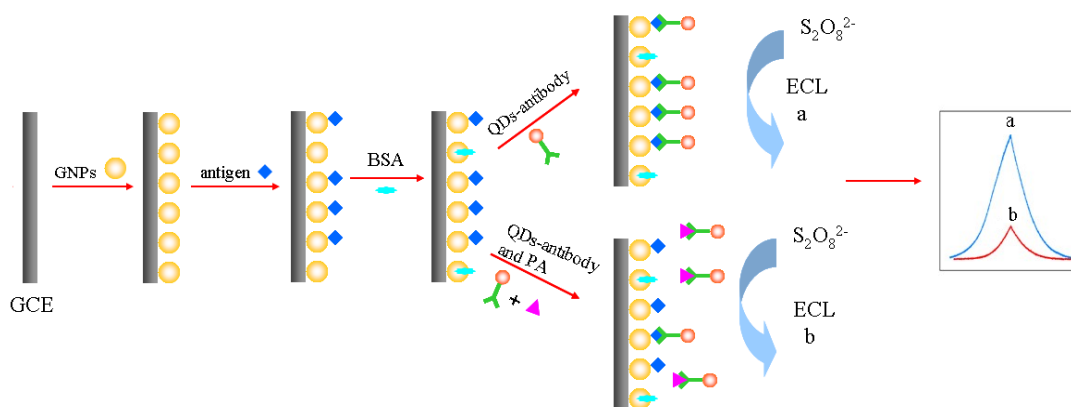 GCE
GNPs
antigen
BSA
QDs-antibody
S₂O₈²⁻
ECL
a
QDs-antibody
and PA
+
S₂O₈²⁻
ECL
b
a
b